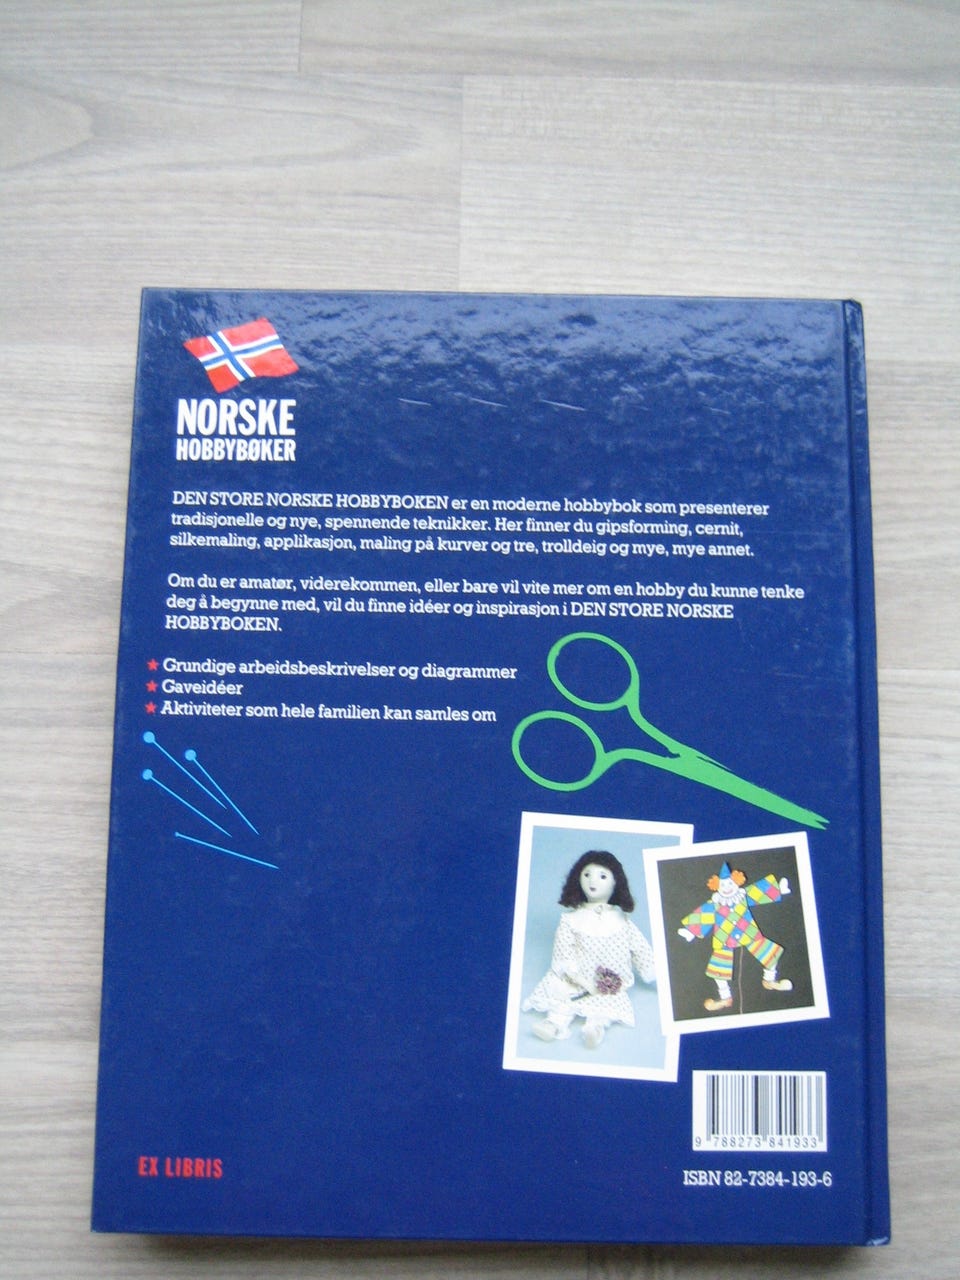 NORSKE
HOBBYBØKER
DEN STORE NORSKE HOBBYBOKEN er en moderne hobbybok som presenterer
tradisjonelle og nye, spennende teknikker. Her finner du gipsforming, cernit,
silkemaling, applikasjon, maling på kurver og tre, trolldeig og mye, mye annet.
Om du er amatør, viderekommen, eller bare vil vite mer om en hobby du kunne tenke
deg å begynne med, vil du finne idéer og inspirasjon i DEN STORE NORSKE
HOBBYBOKEN.
★ Grundige arbeidsbeskrivelser og diagrammer
★ Gaveidéer
★ Aktiviteter som hele familien kan samles om
9 788273 841933
EX LIBRIS
ISBN 82-7384-193-6